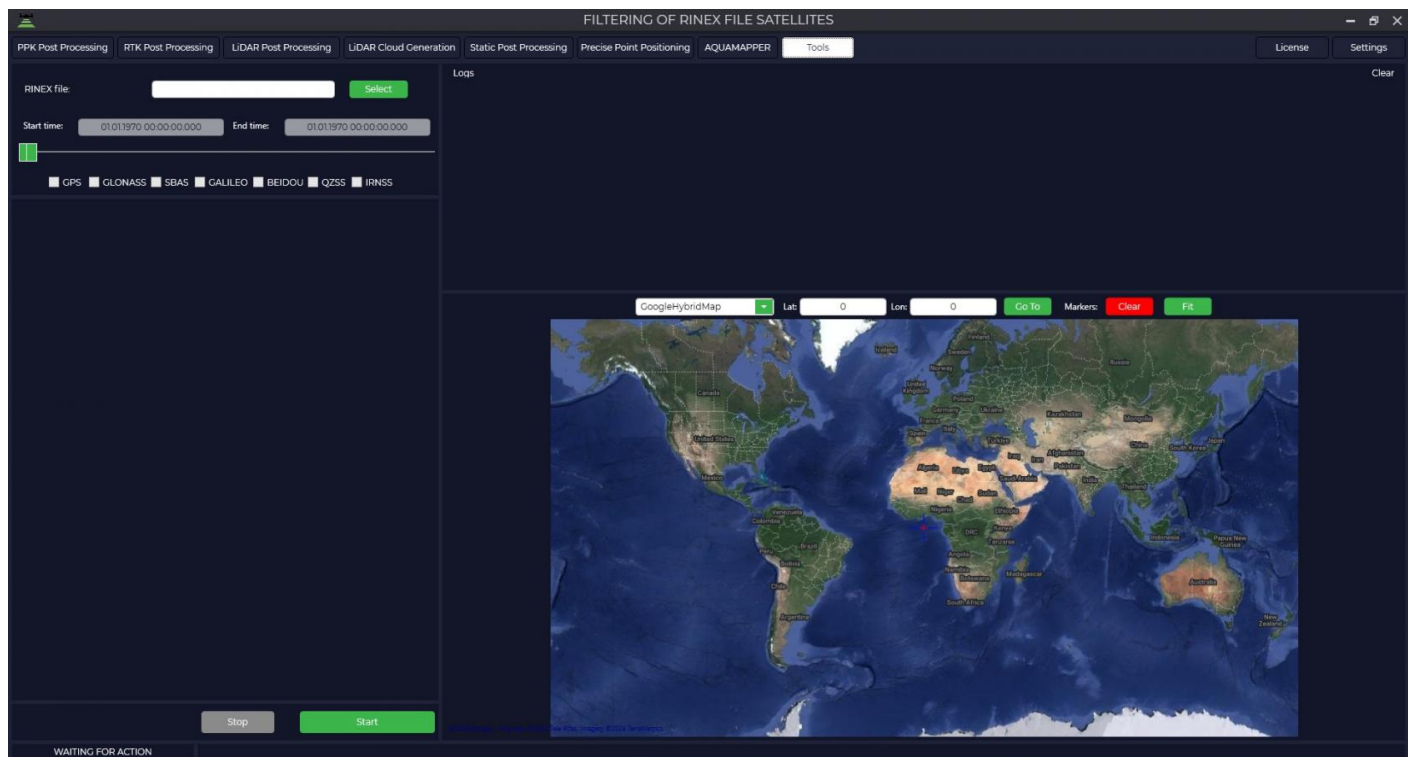 FILTERING OF RINEX FILE SATELLITES
PPK Post Processing RTK Post Processing LiDAR Post Processing LiDAR Cloud Generation Static Post Processing Precise Point Positioning AQUAMAPPER Tools License Settings
RINEX file: Select
Start time: 01.01.1970 00:00:00.000 End time: 01.01.1970 00:00:00.000
GPS GLONASS SBAS GALILEO BEIDOU QZSS IRNSS
Stop Start
WAITING FOR ACTION
Logs Clear
GoogleHybridMap Lat: 0 Lon: 0 Go To Markers: Clear Fit
Finland
Iceland
Sweden
Russia
Norway
Canada
United
Kingdom
Poland
Germany Ukraine
Kazakhstan
Mongolia
France
Italy
Spain
United States
Türkiye
China
Japan
South Korea
Iraq Iran Afghanistan
Pakistan
Algeria Libya Egypt
Saudi Arabia
Mexico
India
Thailand
Mali Niger Chad Sudan
Nigeria Ethiopia
Venezuela
Colombia
DRC Kenya
Tanzania
Indonesia
Papua New
Guinea
Peru Brazil
Bolivia
Angola
Namibia
Botswana
Madagascar
Australia
Chile
South Africa
Argentina
New
Zealand